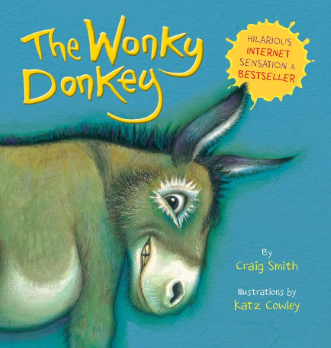 The Wonky
Donkey
HILARIOUS
INTERNET
SENSATION &
BESTSELLER
By
Craig Smith
Illustrations by
Katz Cowley